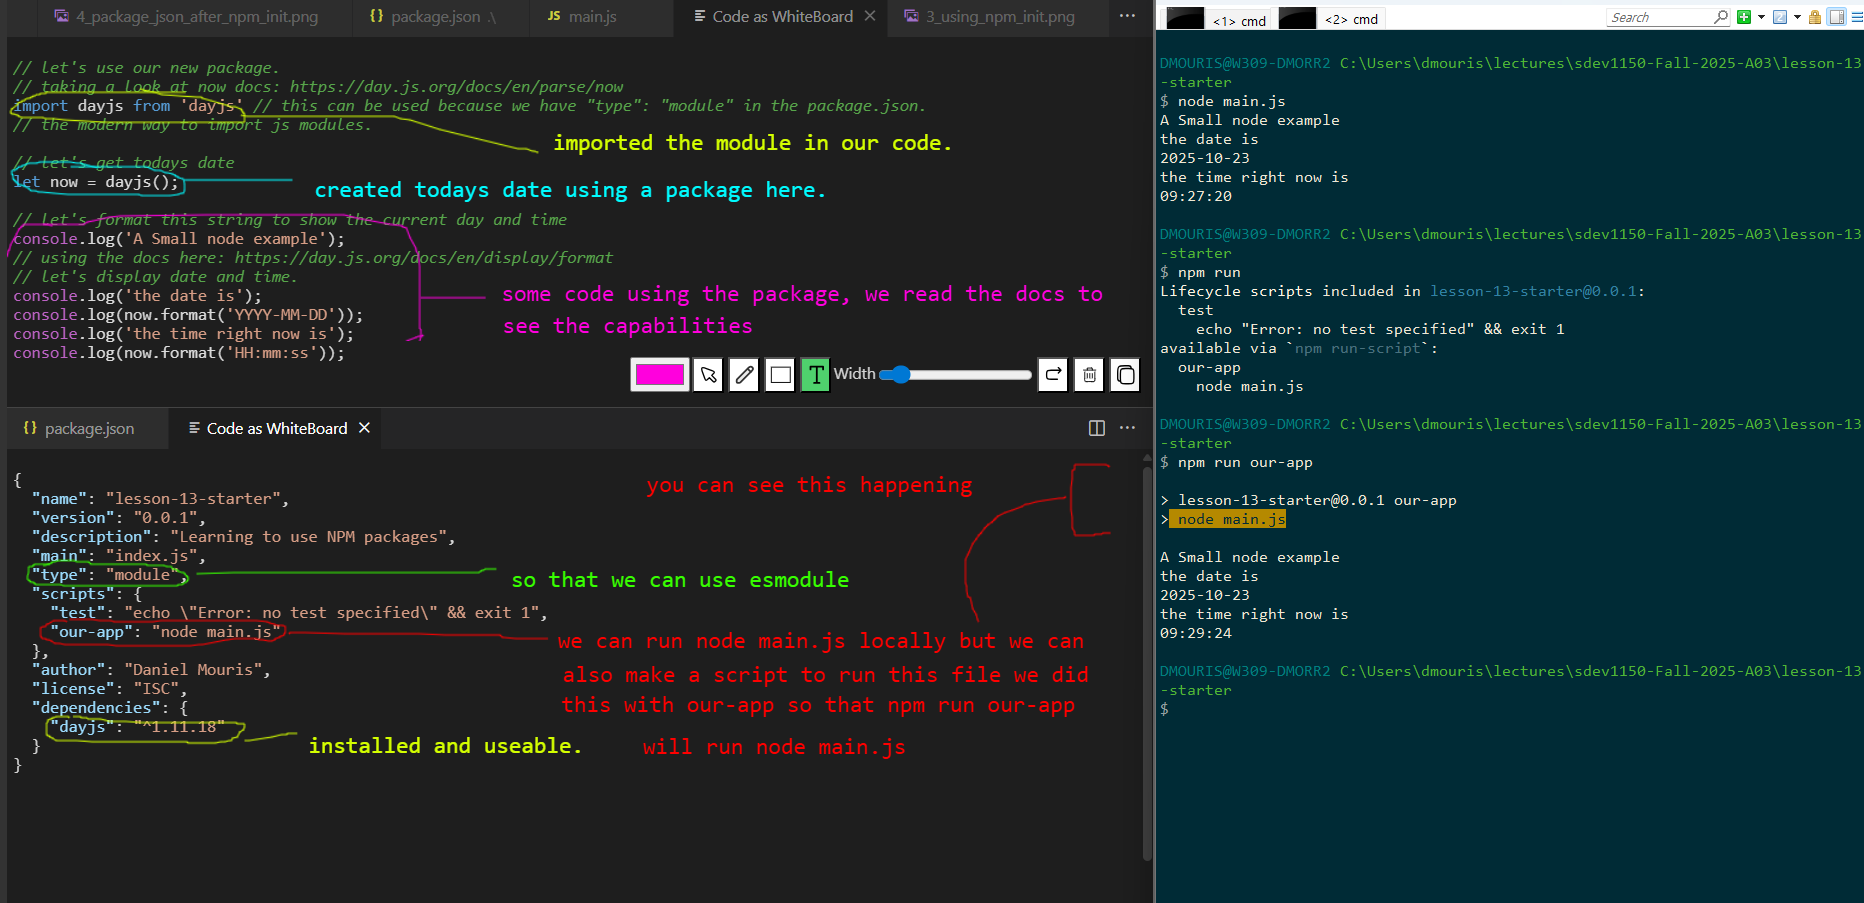 4_package_json_after_npm_init.png
{} package.json .\
JS main.js
Code as WhiteBoard
3_using_npm_init.png
// let's use our new package.
// taking a look at now docs: https://day.js.org/docs/en/parse/now
import dayjs from 'dayjs' // this can be used because we have "type": "module" in the package.json.
// the modern way to import js modules.
imported the module in our code.
// let's get todays date
let now = dayjs();
created todays date using a package here.
// let's format this string to show the current day and time
console.log('A Small node example');
// using the docs here: https://day.js.org/docs/en/display/format
// let's display date and time.
console.log('the date is');
console.log(now.format('YYYY-MM-DD'));
console.log('the time right now is');
console.log(now.format('HH:mm:ss'));
some code using the package, we read the docs to
see the capabilities
T Width
{} package.json
Code as WhiteBoard
{
"name": "lesson-13-starter",
"version": "0.0.1",
"description": "Learning to use NPM packages",
"main": "index.js",
"type": "module",
"scripts": {
"test": "echo \"Error: no test specified\" && exit 1",
"our-app": "node main.js"
},
"author": "Daniel Mouris",
"license": "ISC",
"dependencies": {
"dayjs": "^1.11.18"
}
}
you can see this happening
so that we can use esmodule
we can run node main.js locally but we can
also make a script to run this file we did
this with our-app so that npm run our-app
will run node main.js
installed and useable.
<1> cmd
<2> cmd
Search
DMOURIS@W309-DMORR2 C:\Users\dmouris\lectures\sdev1150-Fall-2025-A03\lesson-13
-starter
$ node main.js
A Small node example
the date is
2025-10-23
the time right now is
09:27:20
DMOURIS@W309-DMORR2 C:\Users\dmouris\lectures\sdev1150-Fall-2025-A03\lesson-13
-starter
$ npm run
Lifecycle scripts included in lesson-13-starter@0.0.1:
test
echo "Error: no test specified" && exit 1
available via `npm run-script`:
our-app
node main.js
DMOURIS@W309-DMORR2 C:\Users\dmouris\lectures\sdev1150-Fall-2025-A03\lesson-13
-starter
$ npm run our-app
> lesson-13-starter@0.0.1 our-app
> node main.js
A Small node example
the date is
2025-10-23
the time right now is
09:29:24
DMOURIS@W309-DMORR2 C:\Users\dmouris\lectures\sdev1150-Fall-2025-A03\lesson-13
-starter
$